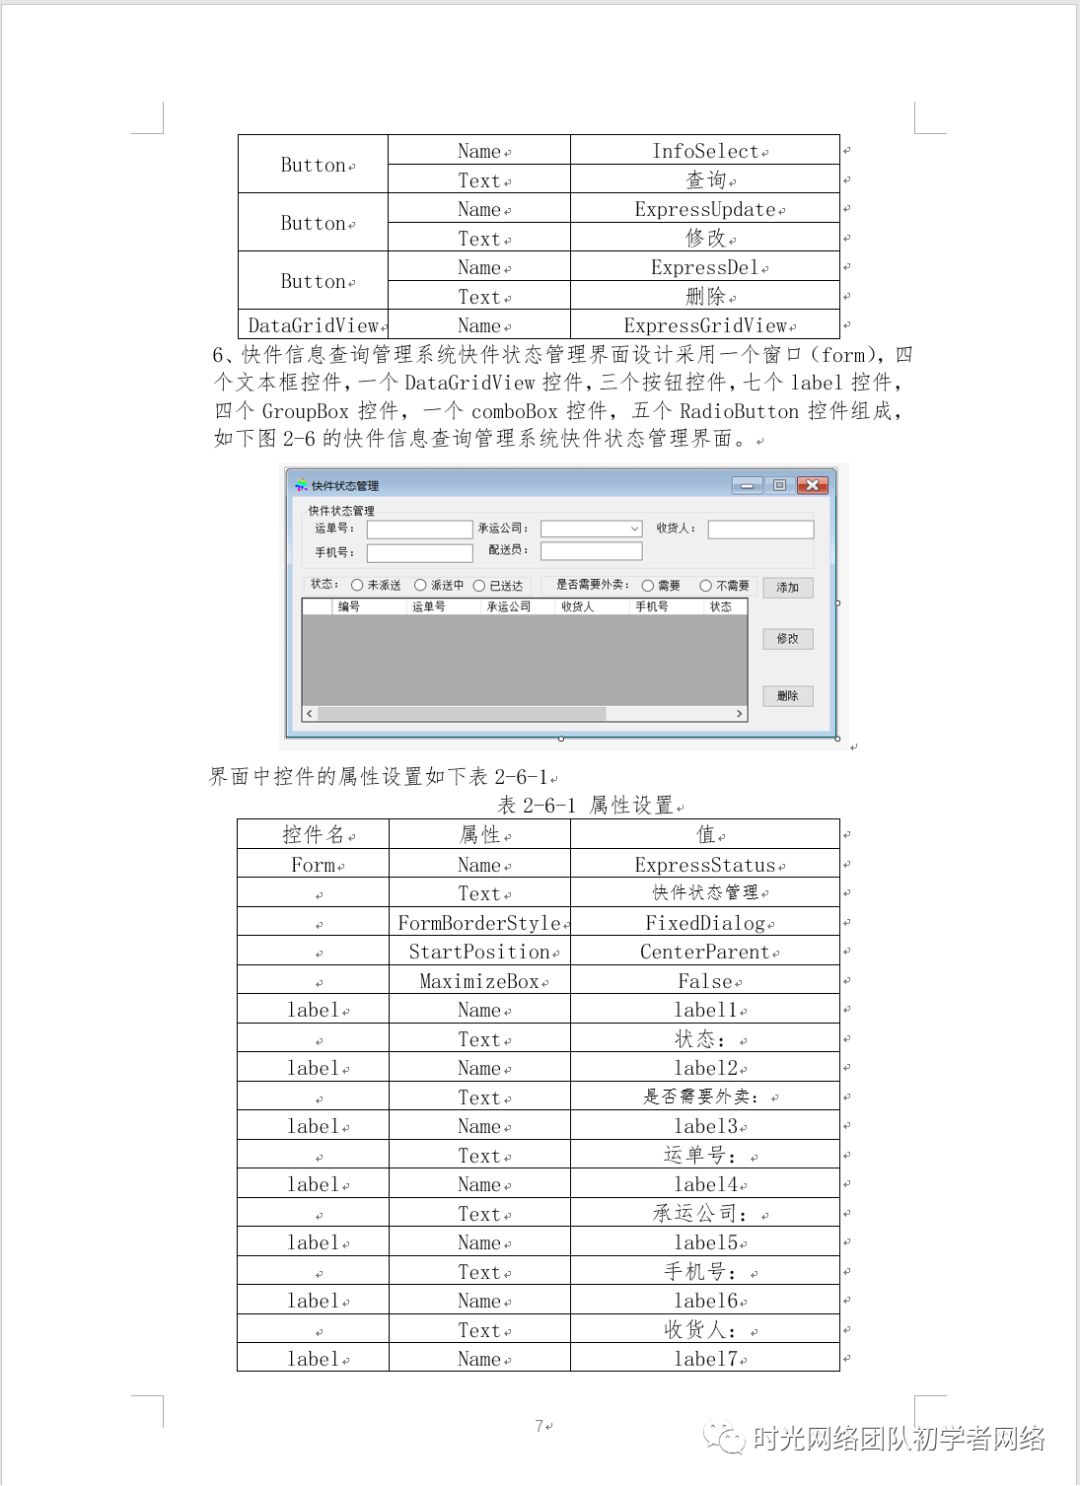 Button Name InfoSelect
Text 查询
Button Name ExpressUpdate
Text 修改
Button Name ExpressDel
Text 删除
DataGridView Name ExpressGridView
6、快件信息查询管理系统快件状态管理界面设计采用一个窗口（form），四
个文本框控件，一个 DataGridView 控件，三个按钮控件，七个 label 控件，
四个 GroupBox 控件，一个 comboBox 控件，五个 RadioButton 控件组成，
如下图 2-6 的快件信息查询管理系统快件状态管理界面。
快件状态管理
快件状态管理
运单号： 承运公司： 收货人：
手机号： 配送员：
状态： 未派送 派送中 已送达 是否需要外卖： 需要 不需要 添加
编号 运单号 承运公司 收货人 手机号 状态
修改
删除
界面中控件的属性设置如下表 2-6-1
表 2-6-1 属性设置
控件名 属性 值
Form Name ExpressStatus
Text 快件状态管理
FormBorderStyle FixedDialog
StartPosition CenterParent
MaximizeBox False
label Name label1
Text 状态：
label Name label2
Text 是否需要外卖：
label Name label3
Text 运单号：
label Name label4
Text 承运公司：
label Name label5
Text 手机号：
label Name label6
Text 收货人：
label Name label7
7
时光网络团队初学者网络